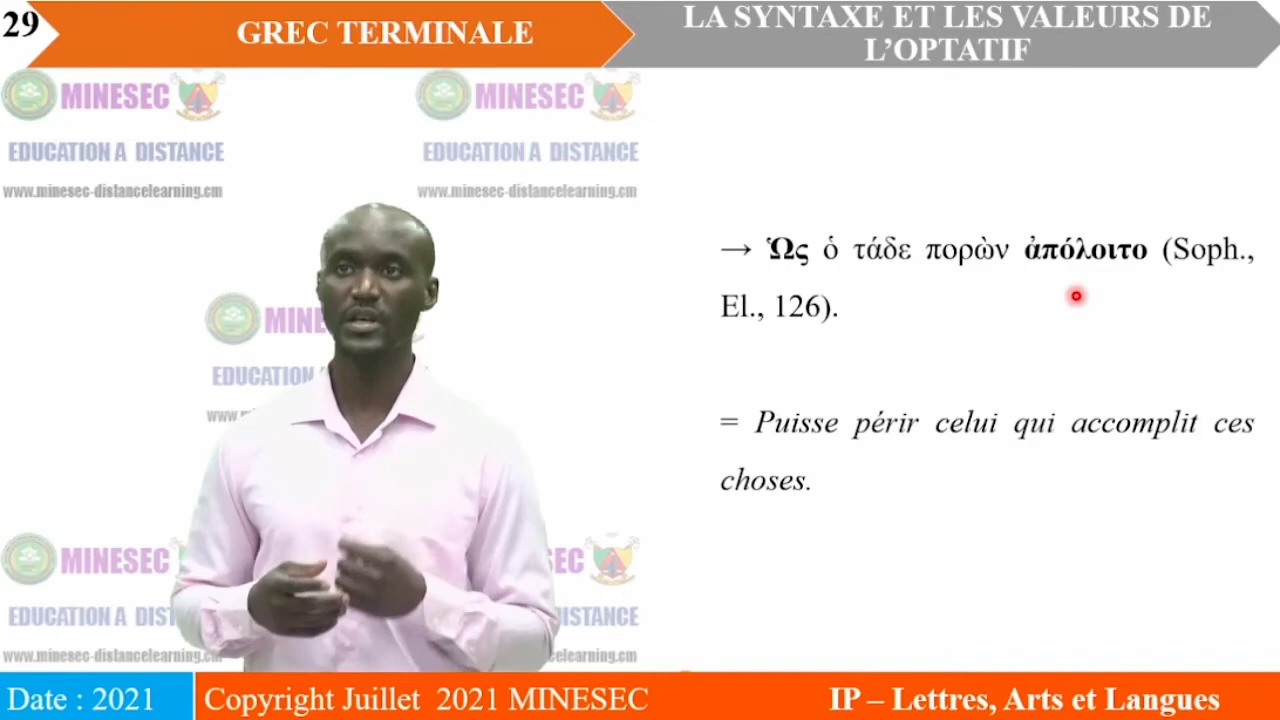 29
GREC TERMINALE
LA SYNTAXE ET LES VALEURS DE
L’OPTATIF
MINESEC
EDUCATION A DISTANCE
www.minesec-distancelearning.cm
MINESEC
EDUCATION A DISTANCE
www.minesec-distancelearning.cm
→ Ὡς ὁ τάδε πορὼν ἀπόλοιτο (Soph.,
El., 126).
= Puisse périr celui qui accomplit ces
choses.
MINESEC
www.minesec-distancelearning.cm
Date : 2021
Copyright Juillet 2021 MINESEC
IP – Lettres, Arts et Langues